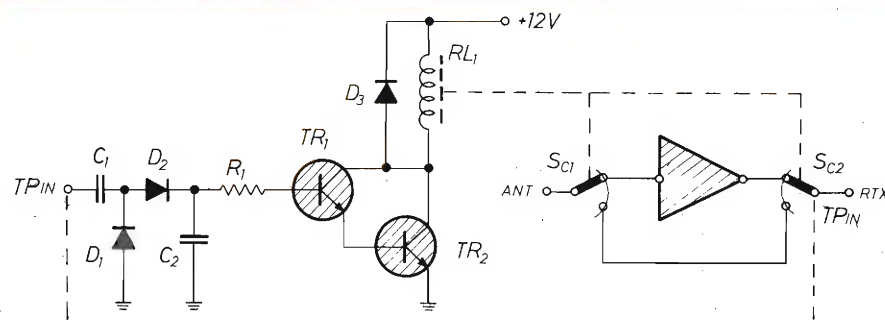 +12V
RL1
D3
TR1
C1
D2
R1
TPIN
D1
C2
TR2
SC1
SC2
ANT
RTX
TPIN